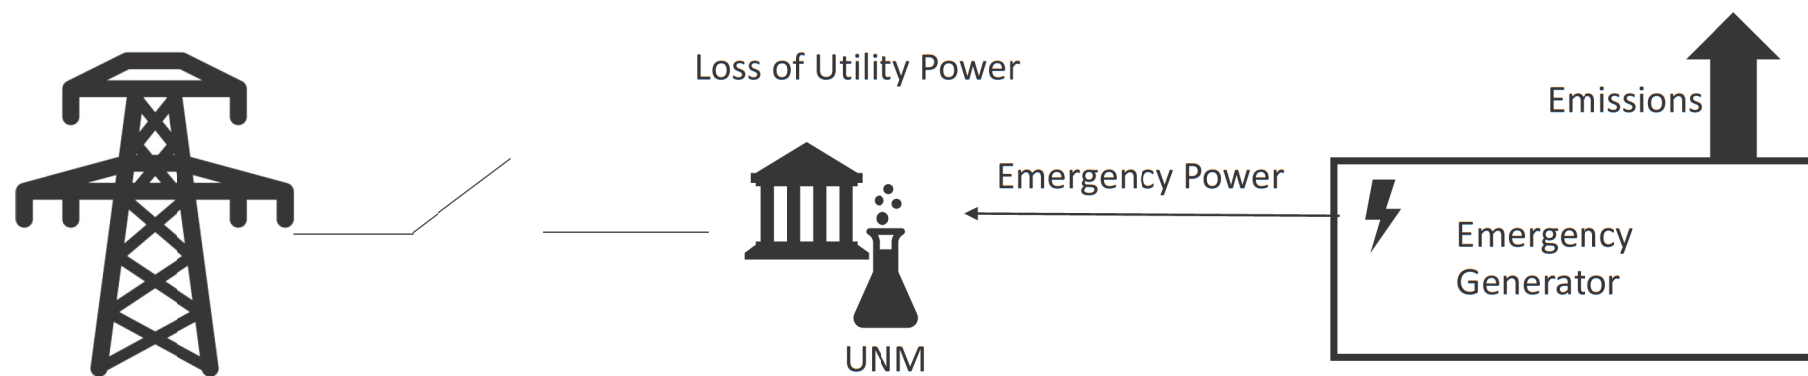 Loss of Utility Power
Emissions
Emergency Power
Emergency
Generator
UNM